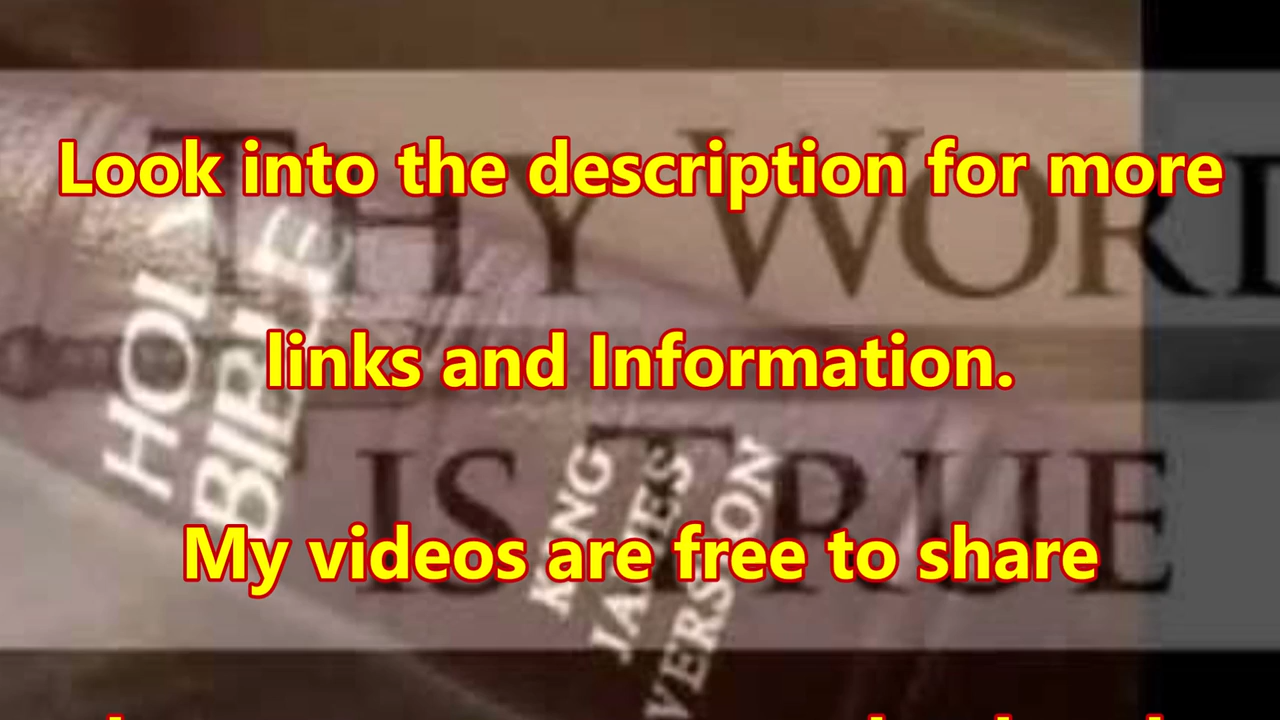 Look into the description for more
links and Information.
My videos are free to share
THY WORD
IS TRUE
HOLY
BIBLE
KING
JAMES
VERSION